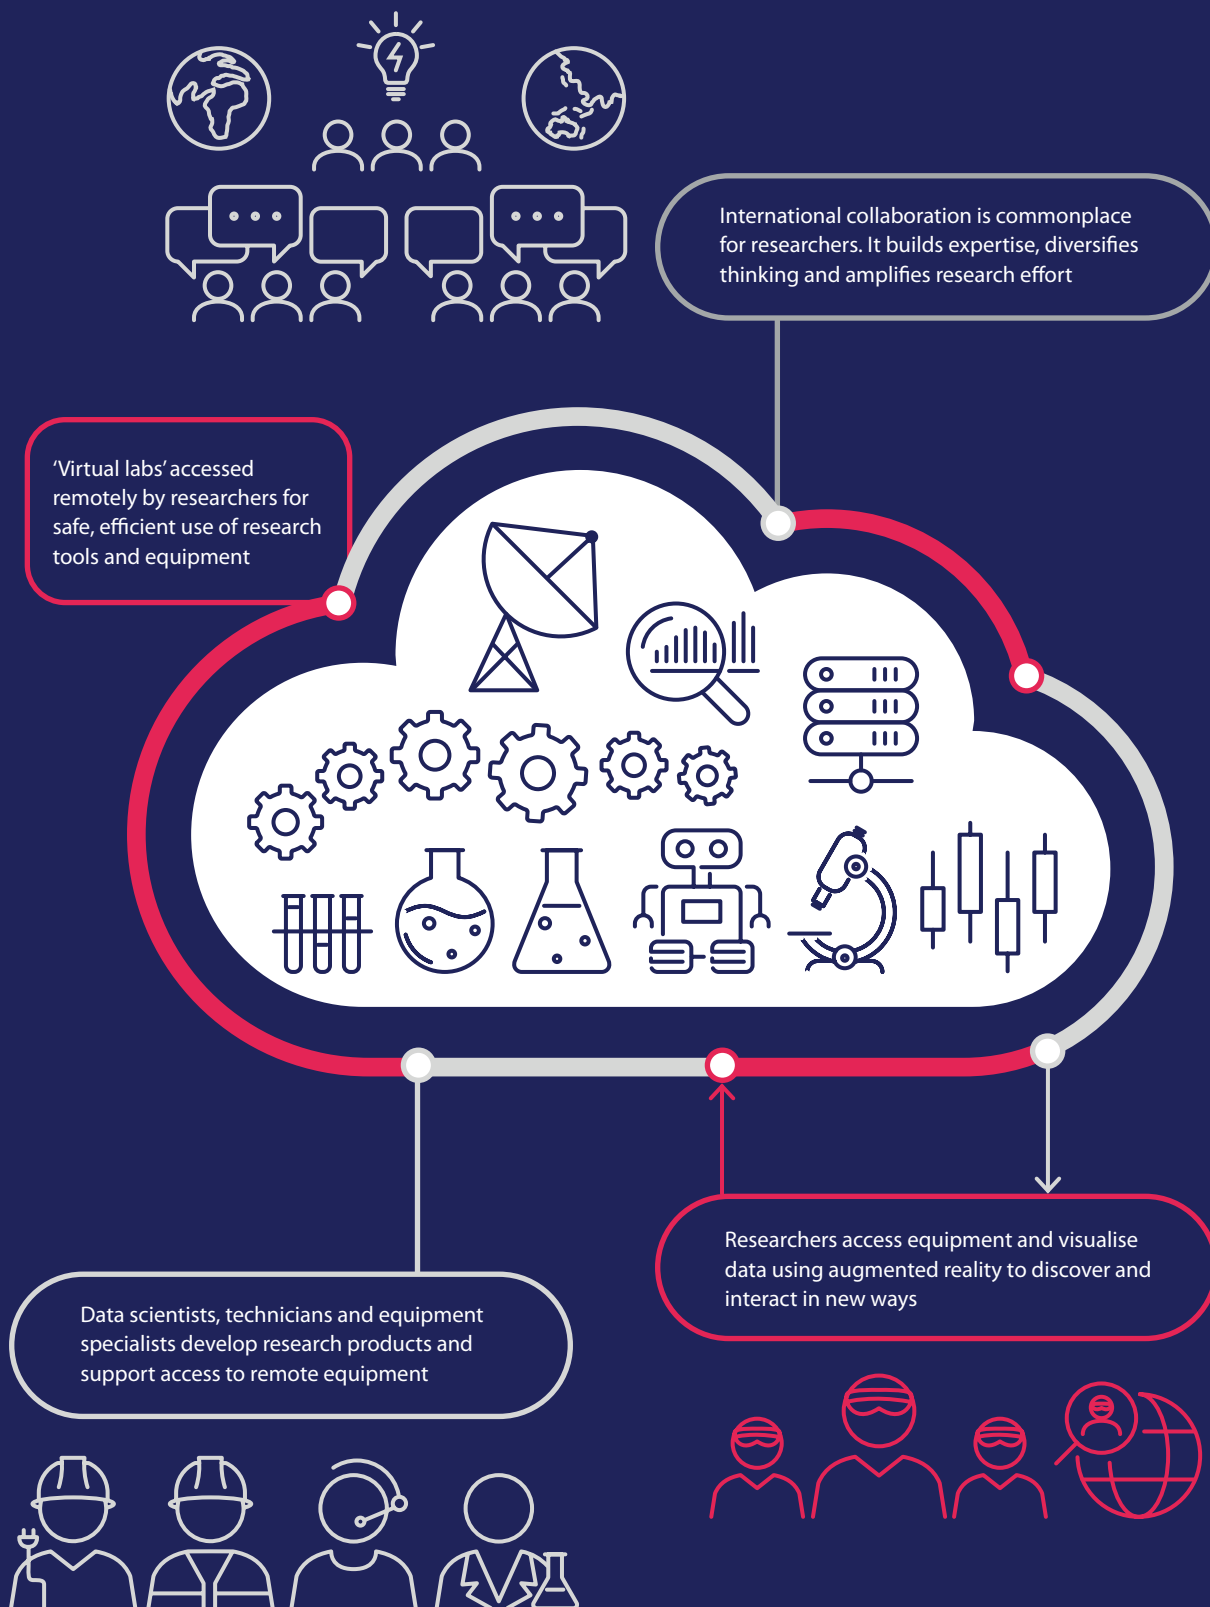 International collaboration is commonplace
for researchers. It builds expertise, diversifies
thinking and amplifies research effort
‘Virtual labs’ accessed
remotely by researchers for
safe, efficient use of research
tools and equipment
Researchers access equipment and visualise
data using augmented reality to discover and
interact in new ways
Data scientists, technicians and equipment
specialists develop research products and
support access to remote equipment